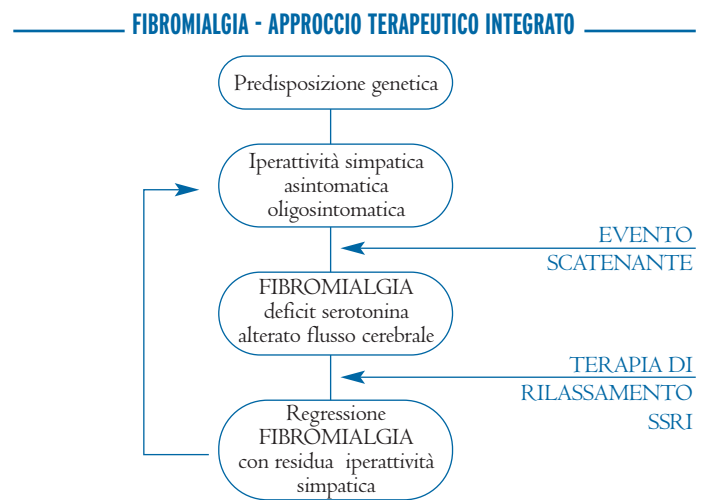 FIBROMIALGIA - APPROCCIO TERAPEUTICO INTEGRATO
Predisposizione genetica
Iperattività simpatica
asintomatica
oligosintomatica
EVENTO
SCATENANTE
FIBROMIALGIA
deficit serotonina
alterato flusso cerebrale
TERAPIA DI
RILASSAMENTO
SSRI
Regressione
FIBROMIALGIA
con residua iperattività
simpatica